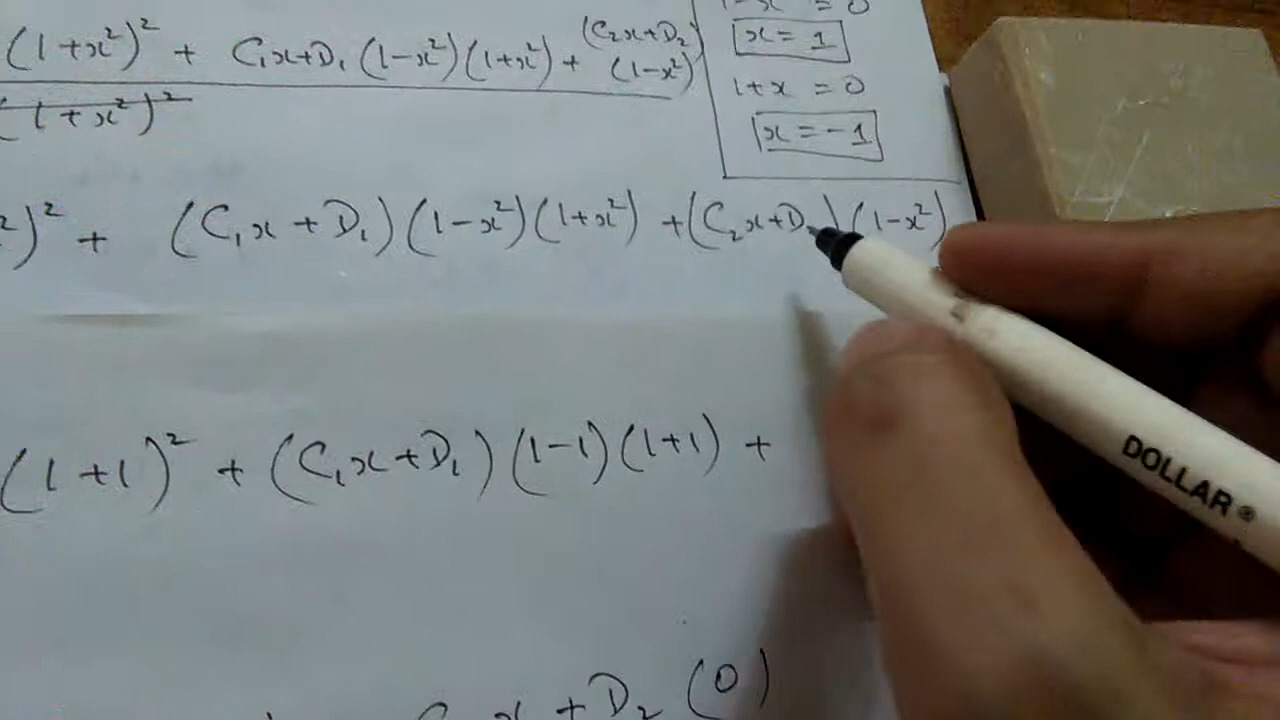 (1+x²)² + C₁x+D₁(1-x²)(1+x²) + (C₂x+D₂)
(1-x²)
(1+x²)²
= 0
x = 1
1+x = 0
x = -1
²)² + (C₁x+D₁)(1-x²)(1+x²) + (C₂x+D )(1-x²)
(1+1)² + (C₁x+D₁)(1-1)(1+1) +
x + D₂ (0)
DOLLAR®